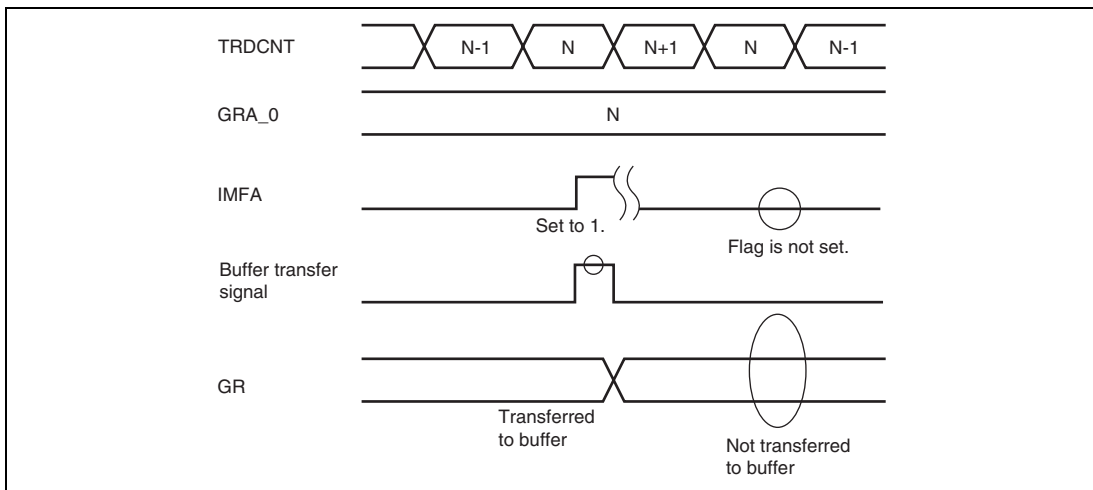 TRDCNT
N-1
N
N+1
N
N-1
GRA_0
N
IMFA
Set to 1.
Flag is not set.
Buffer transfer
signal
GR
Transferred
to buffer
Not transferred
to buffer